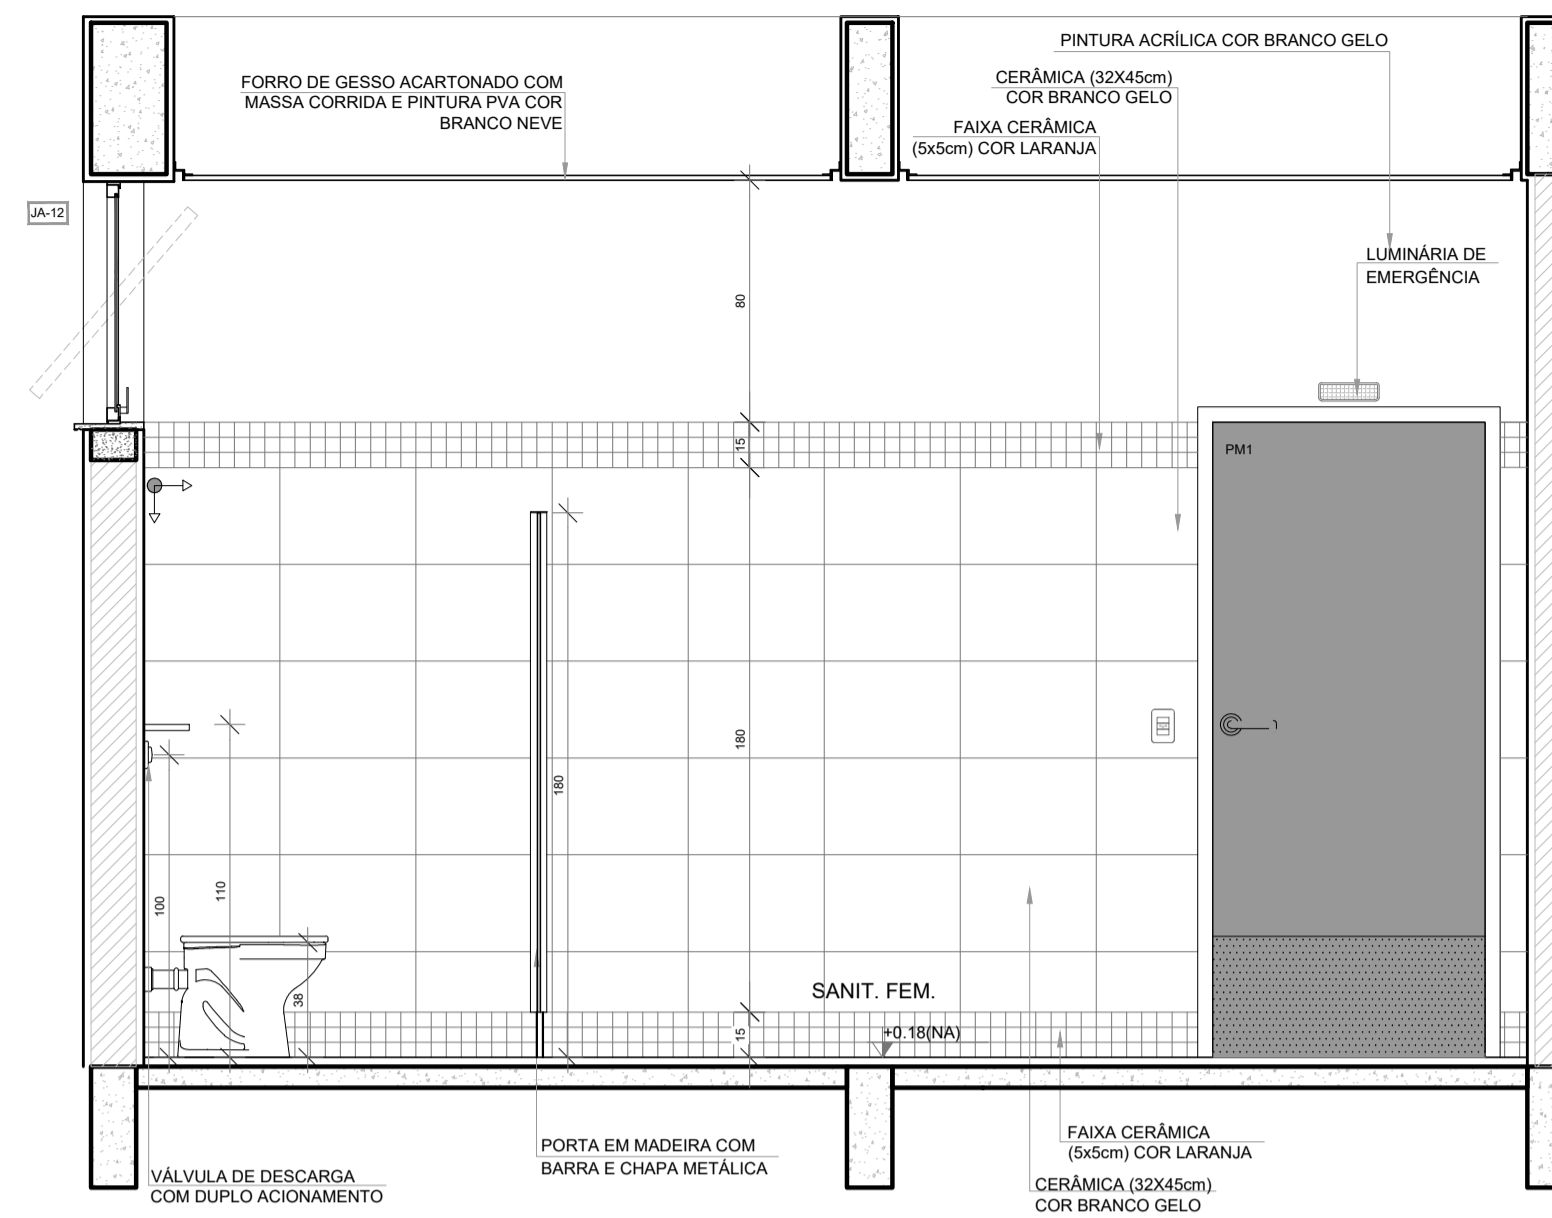 PINTURA ACRÍLICA COR BRANCO GELO
FORRO DE GESSO ACARTONADO COM
MASSA CORRIDA E PINTURA PVA COR
BRANCO NEVE
CERÂMICA (32X45cm)
COR BRANCO GELO
FAIXA CERÂMICA
(5x5cm) COR LARANJA
JA-12
LUMINÁRIA DE
EMERGÊNCIA
80
15
PM1
180
180
110
100
38
SANIT. FEM.
+0.18(NA)
15
FAIXA CERÂMICA
(5x5cm) COR LARANJA
PORTA EM MADEIRA COM
BARRA E CHAPA METÁLICA
VÁLVULA DE DESCARGA
COM DUPLO ACIONAMENTO
CERÂMICA (32X45cm)
COR BRANCO GELO